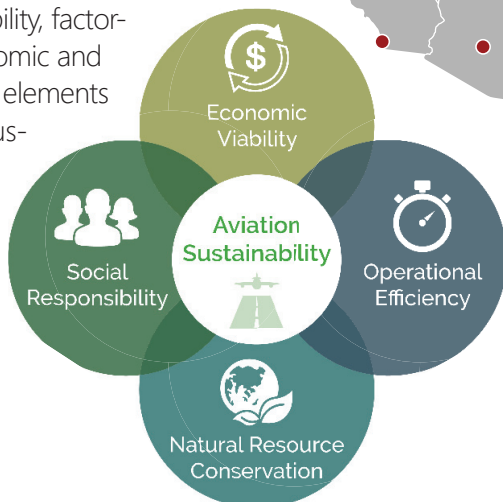 bility, factor-
omic and
elements
us-
Economic
Viability
Aviation
Sustainability
Social
Responsibility
Operational
Efficiency
Natural Resource
Conservation